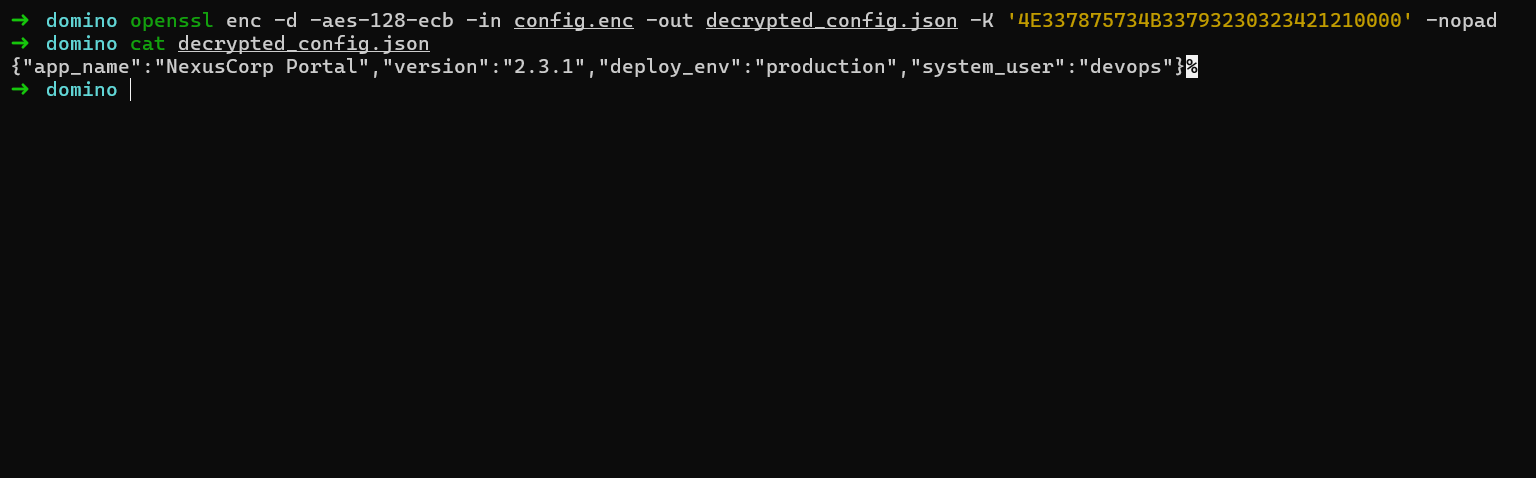 → domino openssl enc -d -aes-128-ecb -in config.enc -out decrypted_config.json -K '4E337875734B33793230323421210000' -nopad
→ domino cat decrypted_config.json
{"app_name":"NexusCorp Portal","version":"2.3.1","deploy_env":"production","system_user":"devops"}%
→ domino